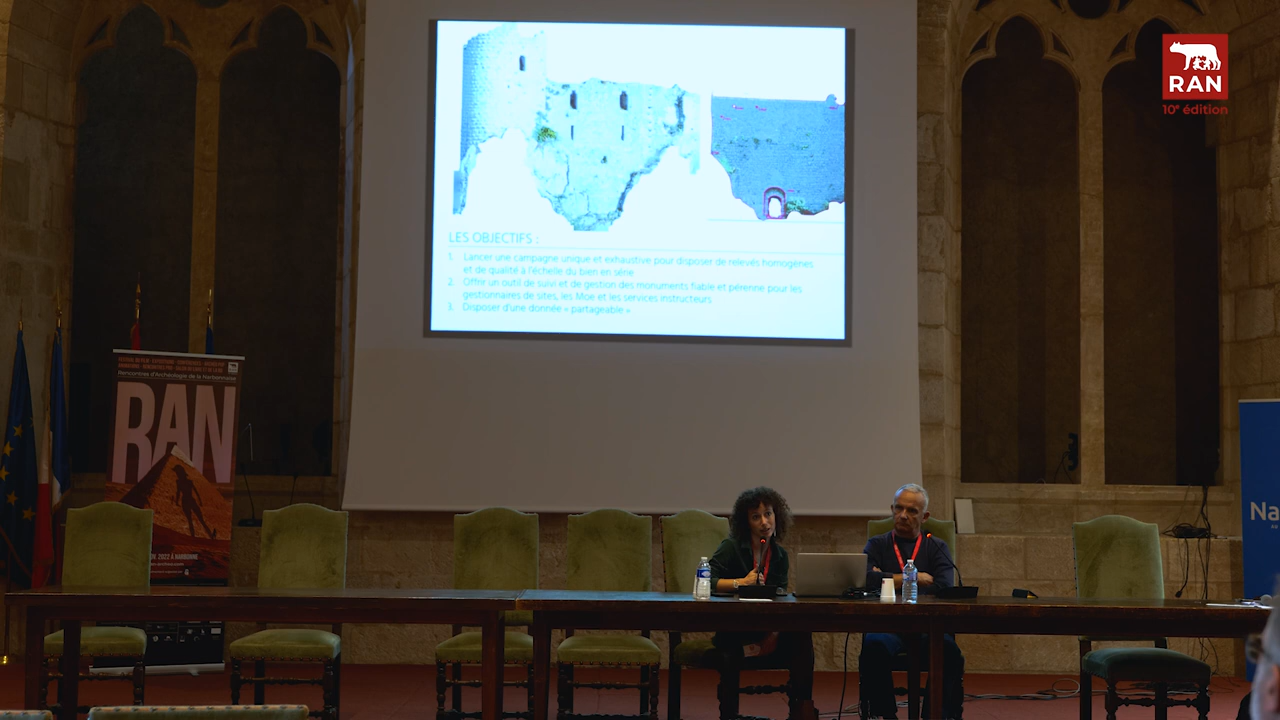 RAN
10e édition
LES OBJECTIFS :
1. Lancer une campagne unique et exhaustive pour disposer de relevés homogènes
et de qualité à l'échelle du bien en série
2. Offrir un outil de suivi et de gestion des monuments fiable et pérenne pour les
gestionnaires de sites, les Moe et les services instructeurs
3. Disposer d'une donnée « partageable »
Rencontres d'Archéologie de la Narbonnaise
RAN
2022 À NARBONNE
Na